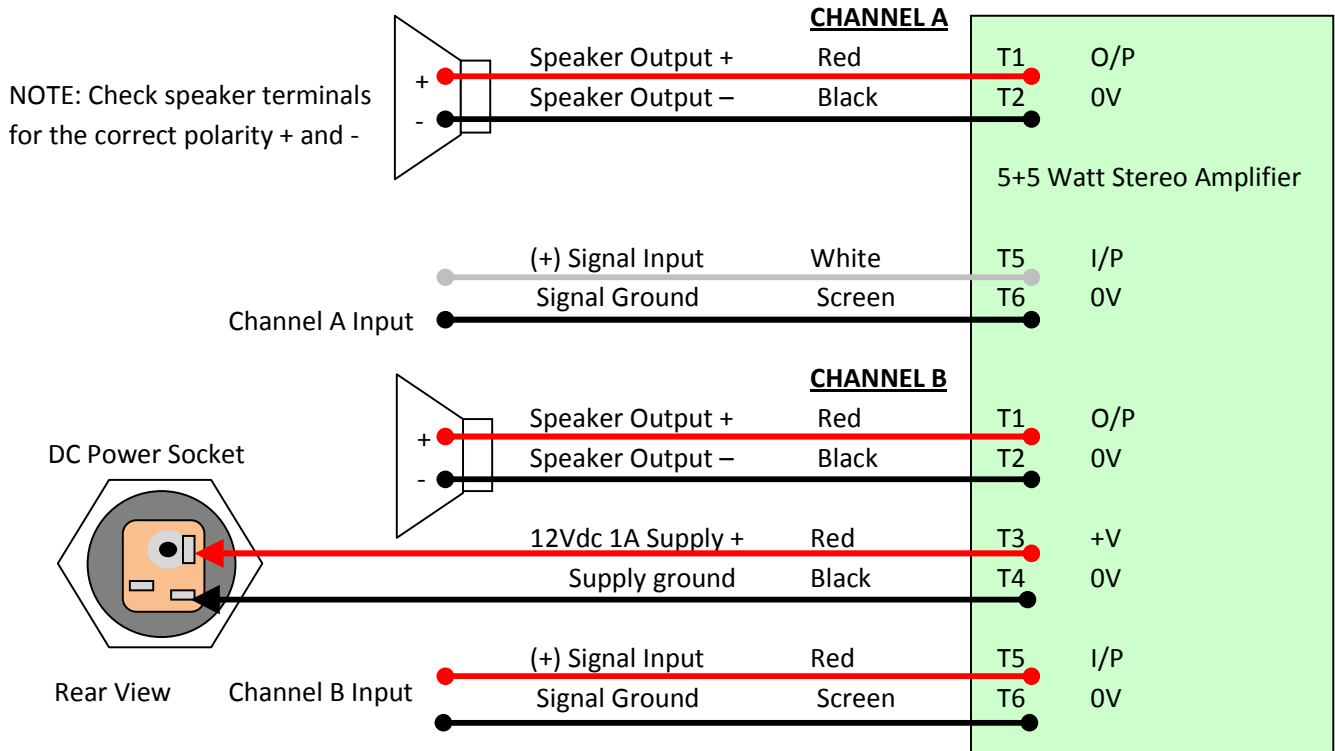 CHANNEL A
Speaker Output + Red T1 O/P
+
NOTE: Check speaker terminals
for the correct polarity + and -
Speaker Output – Black T2 0V
-
5+5 Watt Stereo Amplifier
(+) Signal Input White T5 I/P
Signal Ground Screen T6 0V
Channel A Input
CHANNEL B
Speaker Output + Red T1 O/P
+
DC Power Socket
Speaker Output – Black T2 0V
-
12Vdc 1A Supply + Red T3 +V
Supply ground Black T4 0V
(+) Signal Input Red T5 I/P
Rear View Channel B Input
Signal Ground Screen T6 0V